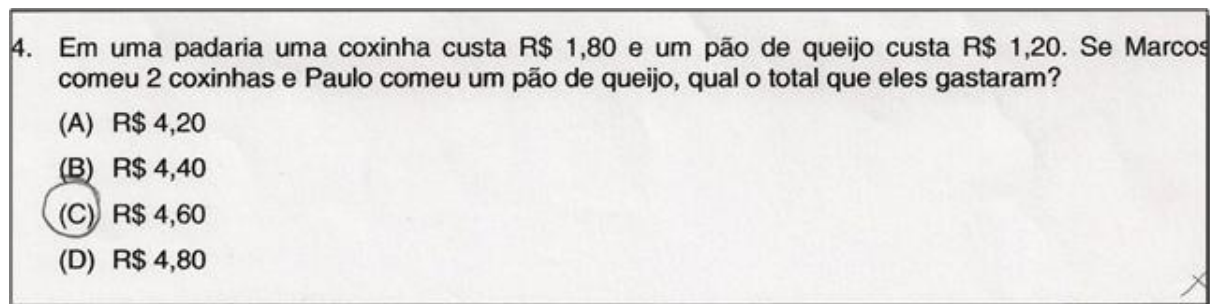 4. Em uma padaria uma coxinha custa R$ 1,80 e um pão de queijo custa R$ 1,20. Se Marcos
comeu 2 coxinhas e Paulo comeu um pão de queijo, qual o total que eles gastaram?
(A) R$ 4,20
(B) R$ 4,40
(C) R$ 4,60
(D) R$ 4,80